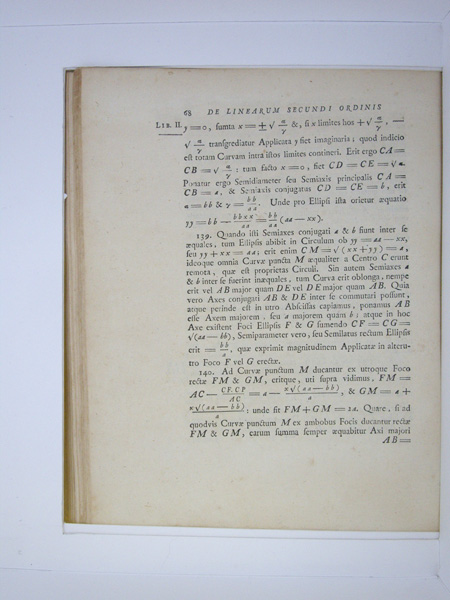 68 DE LINEARUM SECUNDI ORDINIS
LIB. II. y = 0, sumta x = ± √ α/γ &, si x limites hos + √ α/γ, —
√ α/γ transgrediatur Applicata y fiet imaginaria; quod indicio
est totam Curvam intra istos limites contineri. Erit ergo CA =
CB = √ α/γ; tum facto x = 0, fiet CD = CE = √α.
Ponatur ergo Semidiameter seu Semiaxis principalis CA =
CB = a, & Semiaxis conjugatus CD = CE = b, erit
α = bb & γ = bb/aa. Unde pro Ellipsi ista orietur æquatio
yy = bb — bbxx/aa = bb/aa (aa — xx).
139. Quando isti Semiaxes conjugati a & b fiunt inter se
æquales, tum Ellipsis abibit in Circulum ob yy = aa — xx,
seu yy + xx = aa; erit enim CM = √(xx + yy) = a,
ideoque omnia Curvæ puncta M æqualiter a Centro C erunt
remota, quæ est proprietas Circuli. Sin autem Semiaxes a
& b inter se fuerint inæquales, tum Curva erit oblonga, nempe
erit vel AB major quam DE vel DE major quam AB. Quia
vero Axes conjugati AB & DE inter se commutari possunt,
atque perinde est in utro Abscissas capiamus, ponamus AB
esse Axem majorem, seu a majorem quam b; atque in hoc
Axe existent Foci Ellipsis F & G sumendo CF = CG =
√(aa — bb), Semiparameter vero, seu Semilatus rectum Ellipsis
erit = bb/a, quæ exprimit magnitudinem Applicatæ in alteru-
tro Foco F vel G erectæ.
140. Ad Curvæ punctum M ducantur ex utroque Foco
rectæ FM & GM, eritque, uti supra vidimus, FM =
AC — CF.CP/AC = a — x√(aa — bb)/a, & GM = a +
x√(aa — bb)/a; unde fit FM + GM = 2a. Quare, si ad
quodvis Curvæ punctum M ex ambobus Focis ducantur rectæ
FM & GM, earum summa semper æquabitur Axi majori
AB =